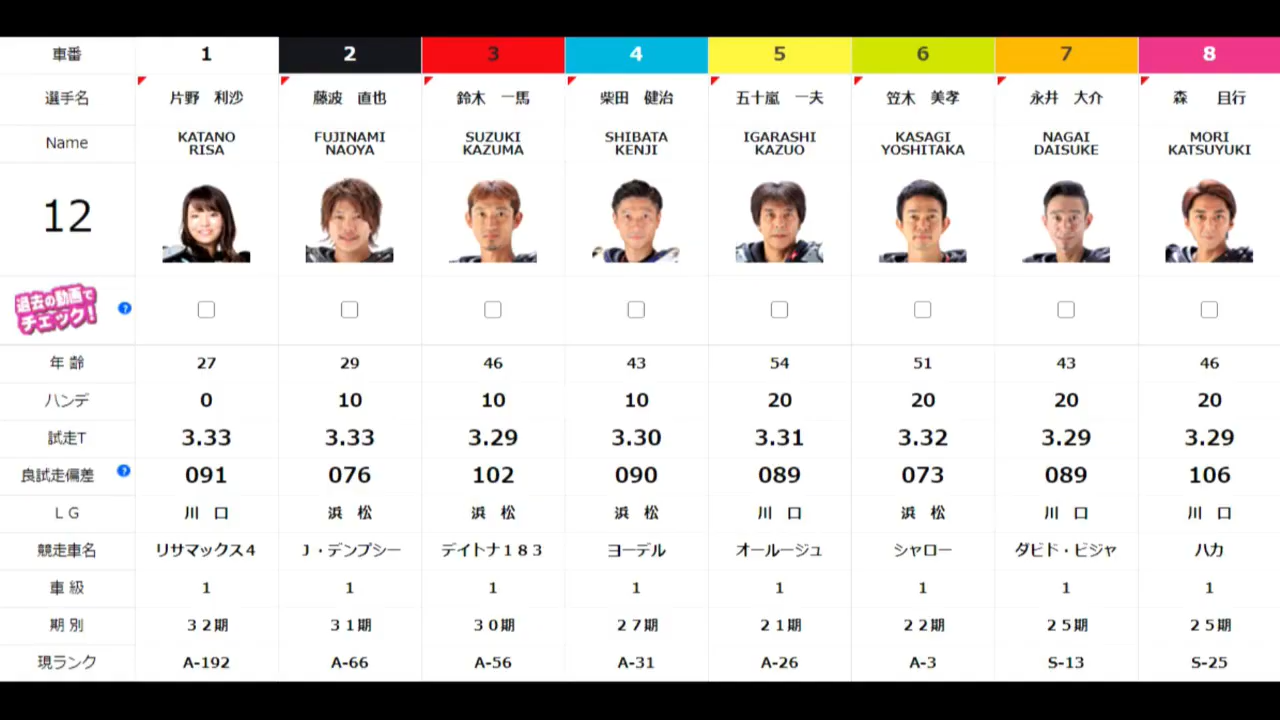 車番 1 2 3 4 5 6 7 8
選手名 片野 利沙 藤波 直也 鈴木 一馬 柴田 健治 五十嵐 一夫 笠木 美孝 永井 大介 森 且行
Name KATANO FUJINAMI SUZUKI SHIBATA IGARASHI KASAGI NAGAI MORI
RISA NAOYA KAZUMA KENJI KAZUO YOSHITAKA DAISUKE KATSUYUKI
12
過去の動画で
チェック! ?
年齢 27 29 46 43 54 51 43 46
ハンデ 0 10 10 10 20 20 20 20
試走T 3.33 3.33 3.29 3.30 3.31 3.32 3.29 3.29
良試走偏差 ? 091 076 102 090 089 073 089 106
LG 川口 浜松 浜松 浜松 川口 浜松 川口 川口
競走車名 リサマックス4 J・デンプシー デイトナ183 ヨーデル オールージュ シャロー ダビド・ビジャ ハカ
車級 1 1 1 1 1 1 1 1
期別 32期 31期 30期 27期 21期 22期 25期 25期
現ランク A-192 A-66 A-56 A-31 A-26 A-3 S-13 S-25